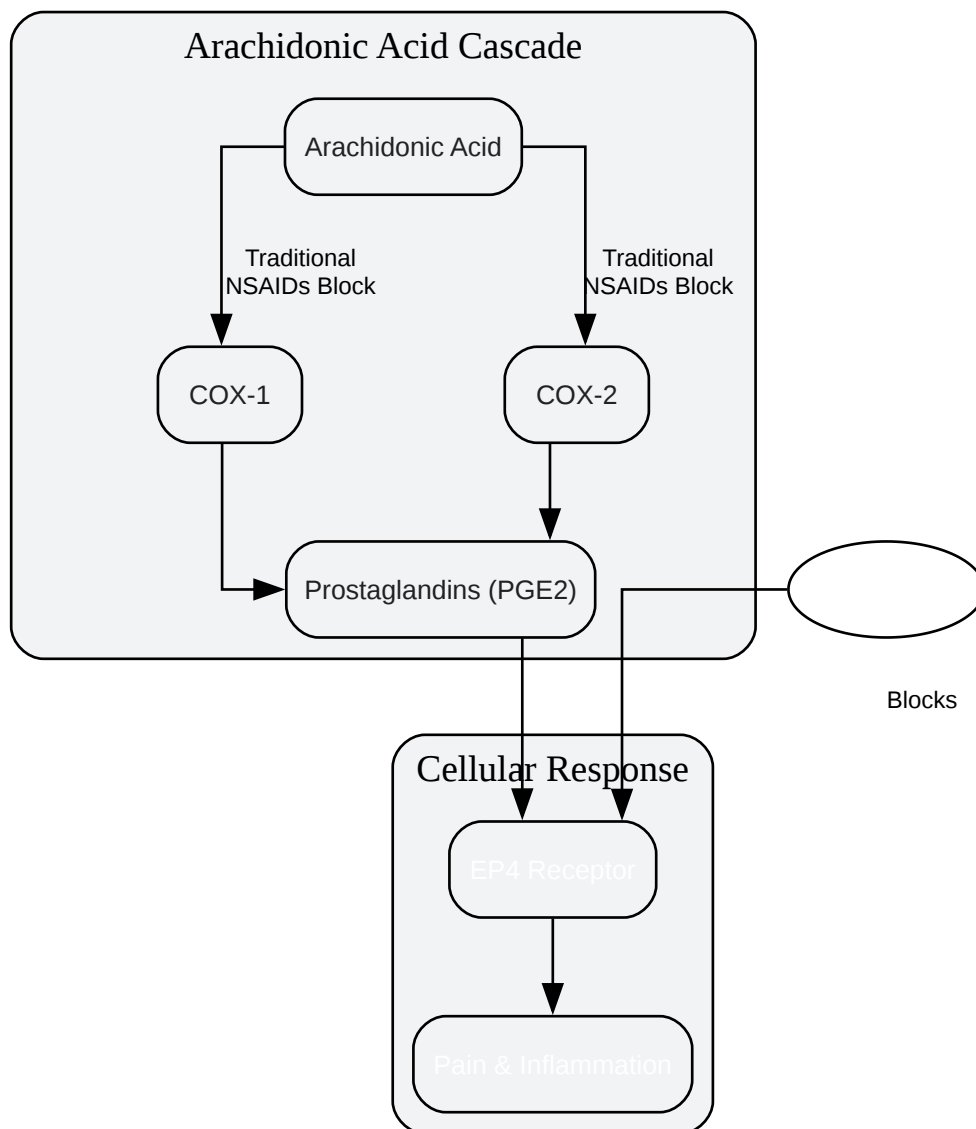 Arachidonic Acid Cascade
Arachidonic Acid
Traditional
NSAIDs Block
Traditional
NSAIDs Block
COX-1
COX-2
Prostaglandins (PGE2)
Blocks
Cellular Response
EP4 Receptor
Pain & Inflammation